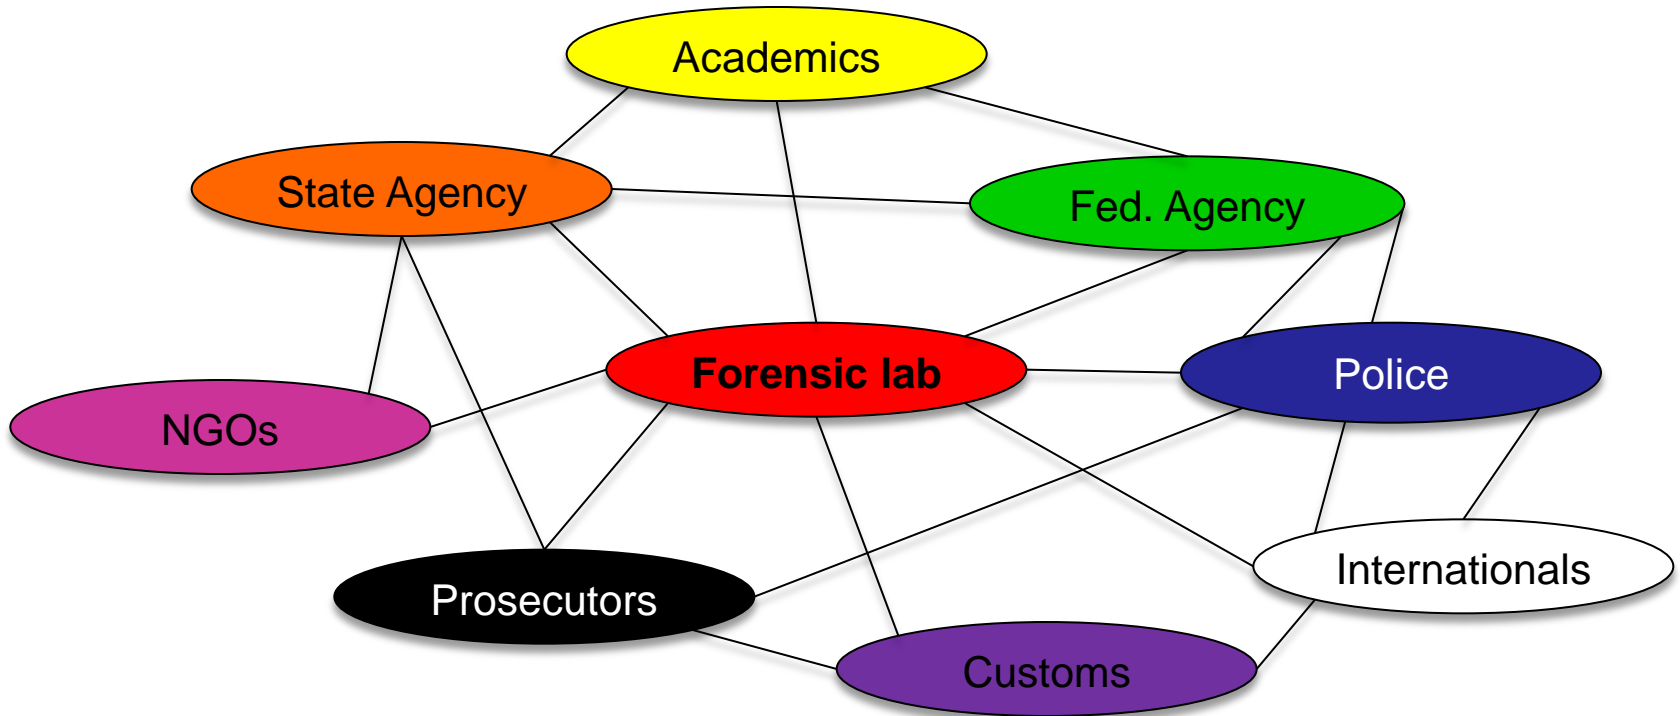 Academics
State Agency
Fed. Agency
Forensic lab
Police
NGOs
Internationals
Prosecutors
Customs